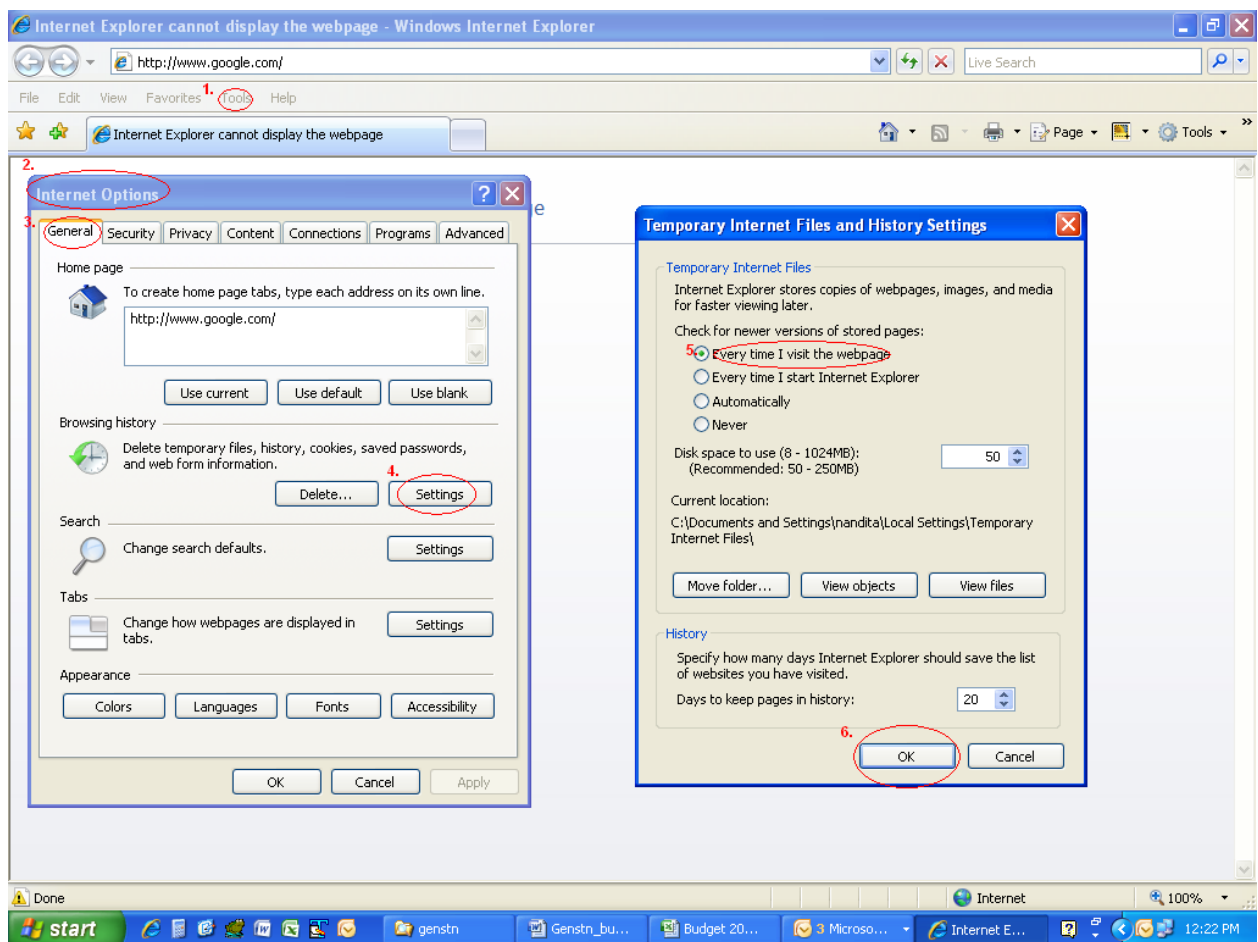 Internet Explorer cannot display the webpage - Windows Internet Explorer
http://www.google.com/
Live Search
File Edit View Favorites 1. Tools Help
Internet Explorer cannot display the webpage
Page Tools »
2.
Internet Options
3. General Security Privacy Content Connections Programs Advanced
Home page
To create home page tabs, type each address on its own line.
http://www.google.com/
Use current Use default Use blank
Browsing history
Delete temporary files, history, cookies, saved passwords,
and web form information.
4.
Delete... Settings
Search
Change search defaults. Settings
Tabs
Change how webpages are displayed in
tabs.
Settings
Appearance
Colors Languages Fonts Accessibility
OK Cancel Apply
Temporary Internet Files and History Settings
Temporary Internet Files
Internet Explorer stores copies of webpages, images, and media
for faster viewing later.
Check for newer versions of stored pages:
5. Every time I visit the webpage
Every time I start Internet Explorer
Automatically
Never
Disk space to use (8 - 1024MB): 50
(Recommended: 50 - 250MB)
Current location:
C:\Documents and Settings\nandita\Local Settings\Temporary
Internet Files\
Move folder... View objects View files
History
Specify how many days Internet Explorer should save the list
of websites you have visited.
Days to keep pages in history: 20
6.
OK Cancel
Done Internet 100%
start genstn Genstn_bu... Budget 20... 3 Microso... Internet E... 12:22 PM